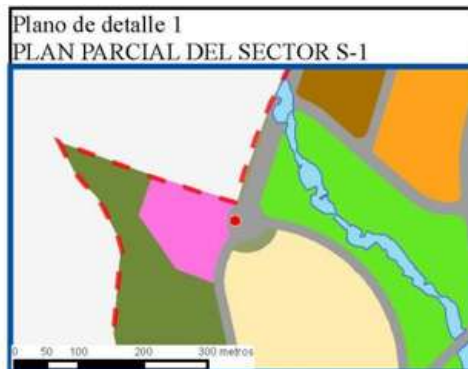 Plano de detalle 1
PLAN PARCIAL DEL SECTOR S-1
0 50 100 200 300 metros